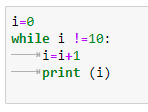 i=0
while i !=10:
i=i+1
print (i)